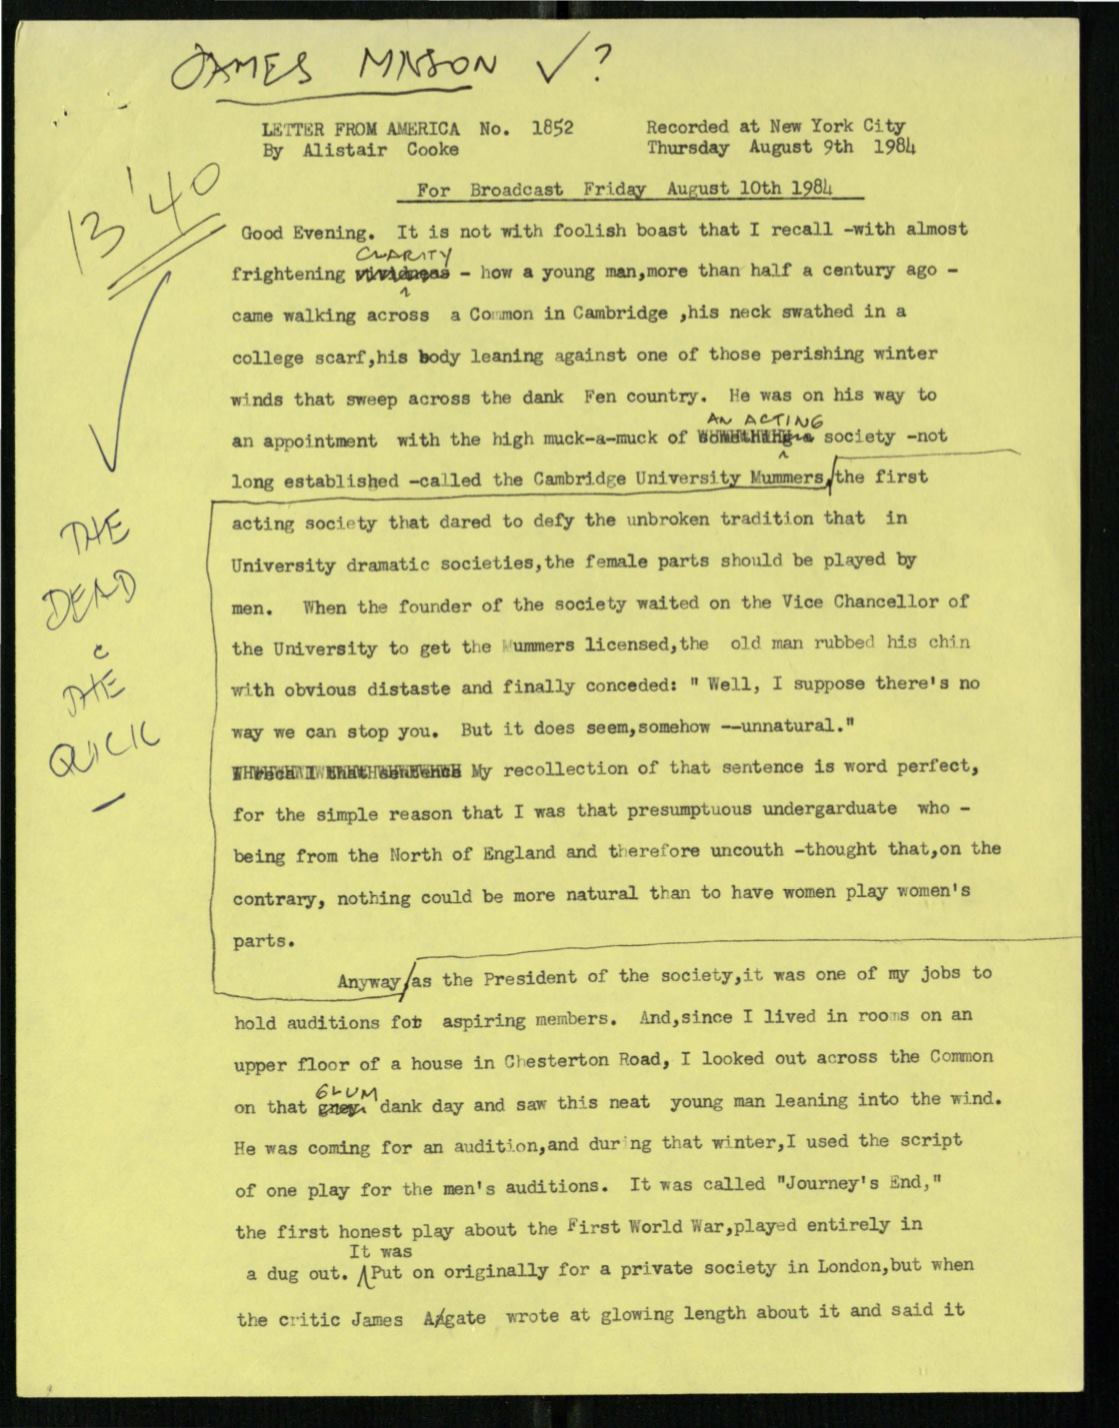 JAMES MASON ✓?
LETTER FROM AMERICA No. 1852 Recorded at New York City
By Alistair Cooke Thursday August 9th 1984
For Broadcast Friday August 10th 1984
13'40
Good Evening. It is not with foolish boast that I recall -with almost
CLARITY
frightening vividness - how a young man,more than half a century ago -
came walking across a Common in Cambridge ,his neck swathed in a
college scarf,his body leaning against one of those perishing winter
winds that sweep across the dank Fen country. He was on his way to
AN ACTING
an appointment with the high muck-a-muck of society -not
long established -called the Cambridge University Mummers,the first
acting society that dared to defy the unbroken tradition that in
University dramatic societies,the female parts should be played by
men. When the founder of the society waited on the Vice Chancellor of
the University to get the Mummers licensed,the old man rubbed his chin
with obvious distaste and finally conceded: " Well, I suppose there's no
way we can stop you. But it does seem,somehow --unnatural."
My recollection of that sentence is word perfect,
for the simple reason that I was that presumptuous undergarduate who -
being from the North of England and therefore uncouth -thought that,on the
contrary, nothing could be more natural than to have women play women's
parts.
THE
DEAD
C
THE
QUICK
Anyway,as the President of the society,it was one of my jobs to
hold auditions for aspiring members. And,since I lived in rooms on an
upper floor of a house in Chesterton Road, I looked out across the Common
GLUM
on that grey dank day and saw this neat young man leaning into the wind.
He was coming for an audition,and during that winter,I used the script
of one play for the men's auditions. It was called "Journey's End,"
the first honest play about the First World War,played entirely in
It was
a dug out. Put on originally for a private society in London,but when
the critic James Agate wrote at glowing length about it and said it